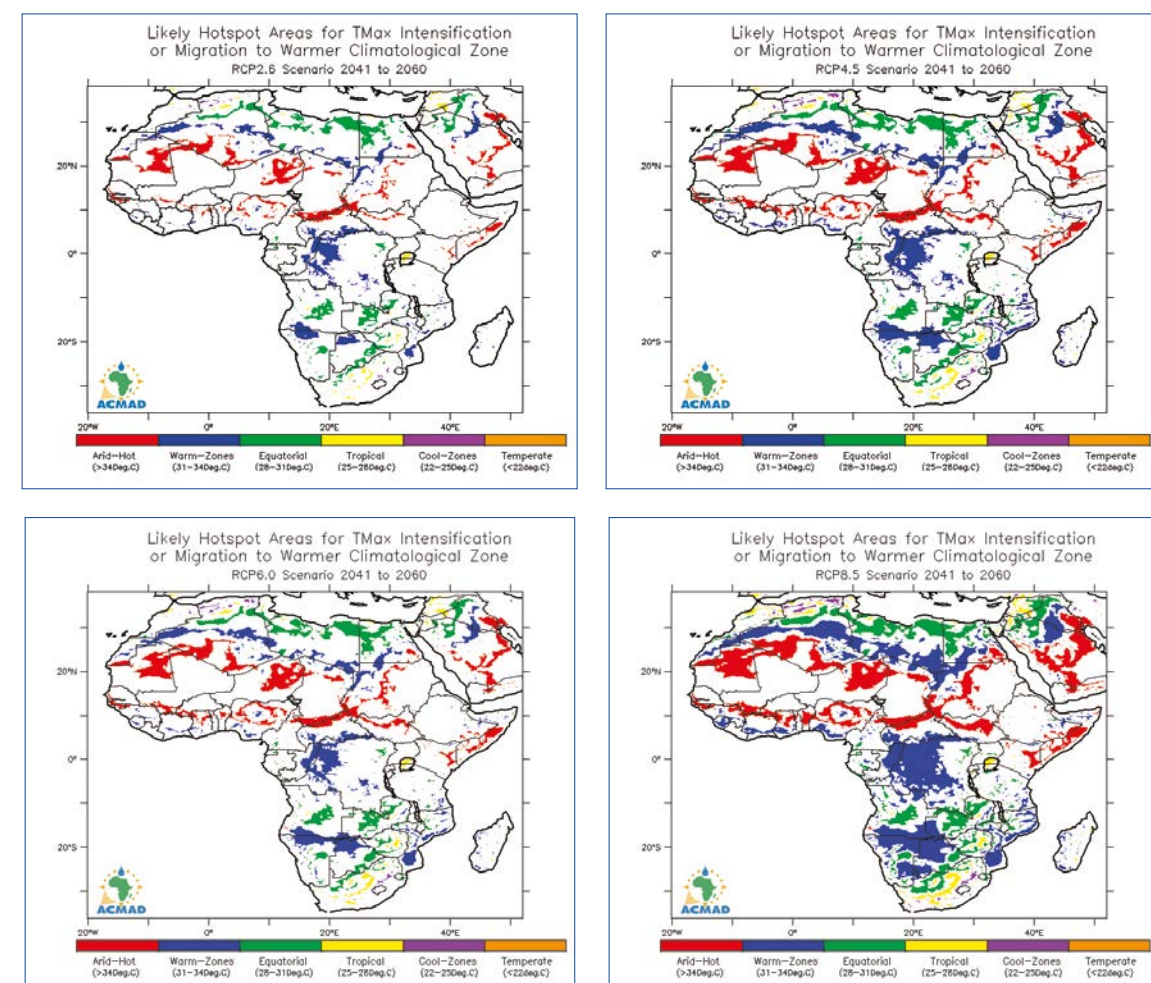 Likely Hotspot Areas for TMax Intensification
or Migration to Warmer Climatological Zone
RCP2.6 Scenario 2041 to 2060
20°N
0°
20°S
ACMAD
20°W 0° 20°E 40°E
Arid-Hot Warm-Zones Equatorial Tropical Cool-Zones Temperate
(>34Deg.C) (31-34Deg.C) (28-31Deg.C) (25-28Deg.C) (22-25Deg.C) (<22deg.C)
Likely Hotspot Areas for TMax Intensification
or Migration to Warmer Climatological Zone
RCP4.5 Scenario 2041 to 2060
20°N
0°
20°S
ACMAD
20°W 0° 20°E 40°E
Arid-Hot Warm-Zones Equatorial Tropical Cool-Zones Temperate
(>34Deg.C) (31-34Deg.C) (28-31Deg.C) (25-28Deg.C) (22-25Deg.C) (<22deg.C)
Likely Hotspot Areas for TMax Intensification
or Migration to Warmer Climatological Zone
RCP6.0 Scenario 2041 to 2060
20°N
0°
20°S
ACMAD
20°W 0° 20°E 40°E
Arid-Hot Warm-Zones Equatorial Tropical Cool-Zones Temperate
(>34Deg.C) (31-34Deg.C) (28-31Deg.C) (25-28Deg.C) (22-25Deg.C) (<22deg.C)
Likely Hotspot Areas for TMax Intensification
or Migration to Warmer Climatological Zone
RCP8.5 Scenario 2041 to 2060
20°N
0°
20°S
ACMAD
20°W 0° 20°E 40°E
Arid-Hot Warm-Zones Equatorial Tropical Cool-Zones Temperate
(>34Deg.C) (31-34Deg.C) (28-31Deg.C) (25-28Deg.C) (22-25Deg.C) (<22deg.C)